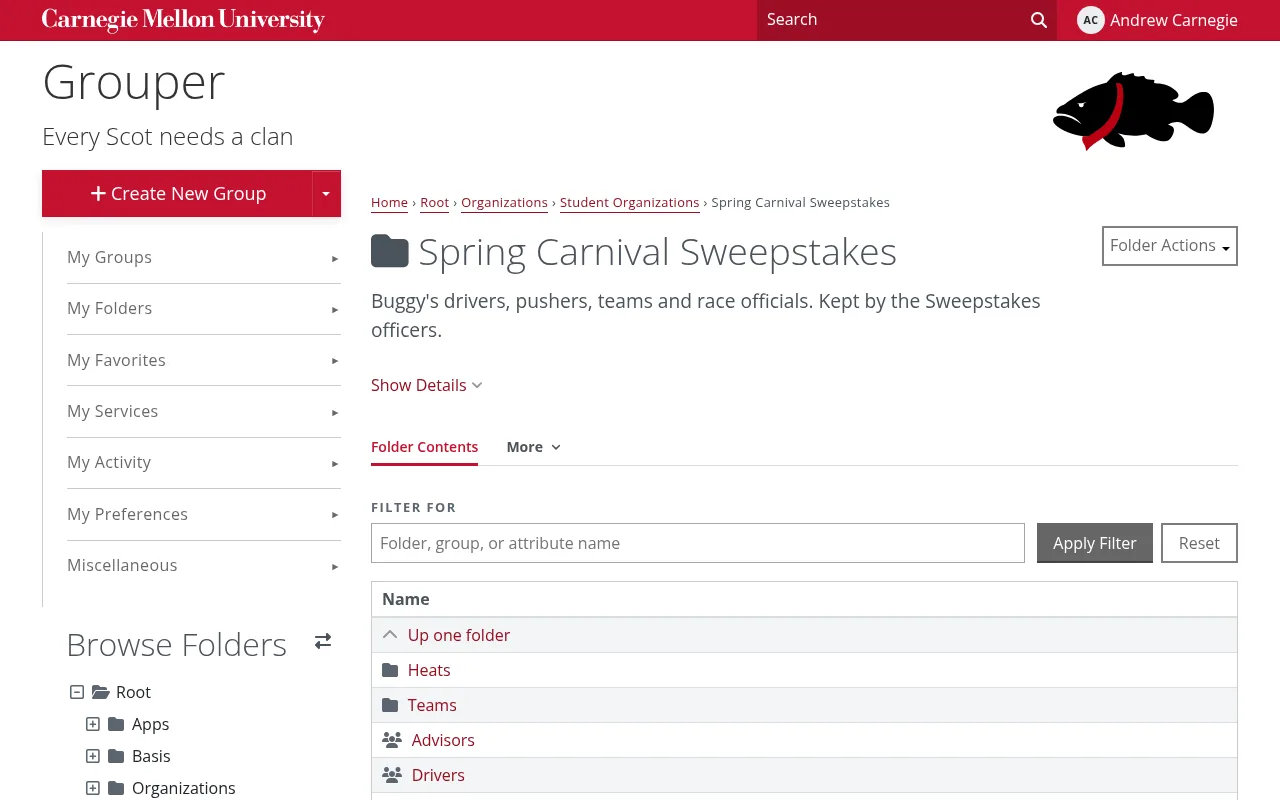 Carnegie Mellon University
Search
AC Andrew Carnegie
Grouper
Every Scot needs a clan
Create New Group
My Groups
My Folders
My Favorites
My Services
My Activity
My Preferences
Miscellaneous
Browse Folders
Root
Apps
Basis
Organizations
Home › Root › Organizations › Student Organizations › Spring Carnival Sweepstakes
Spring Carnival Sweepstakes
Folder Actions
Buggy's drivers, pushers, teams and race officials. Kept by the Sweepstakes
officers.
Show Details
Folder Contents
More
FILTER FOR
Folder, group, or attribute name
Apply Filter
Reset
Name
Up one folder
Heats
Teams
Advisors
Drivers